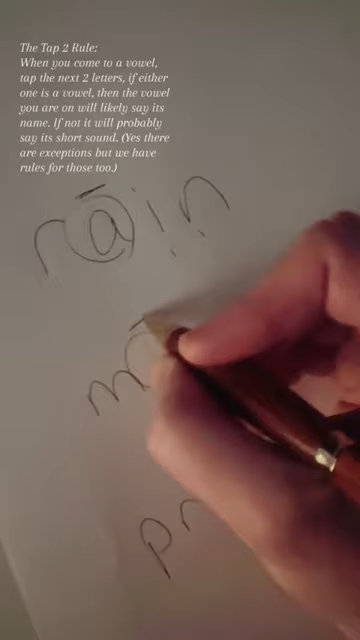 The Tap 2 Rule:
When you come to a vowel,
tap the next 2 letters, if either
one is a vowel, then the vowel
you are on will likely say its
name. If not it will probably
say its short sound. (Yes there
are exceptions but we have
rules for those too.)
rāin